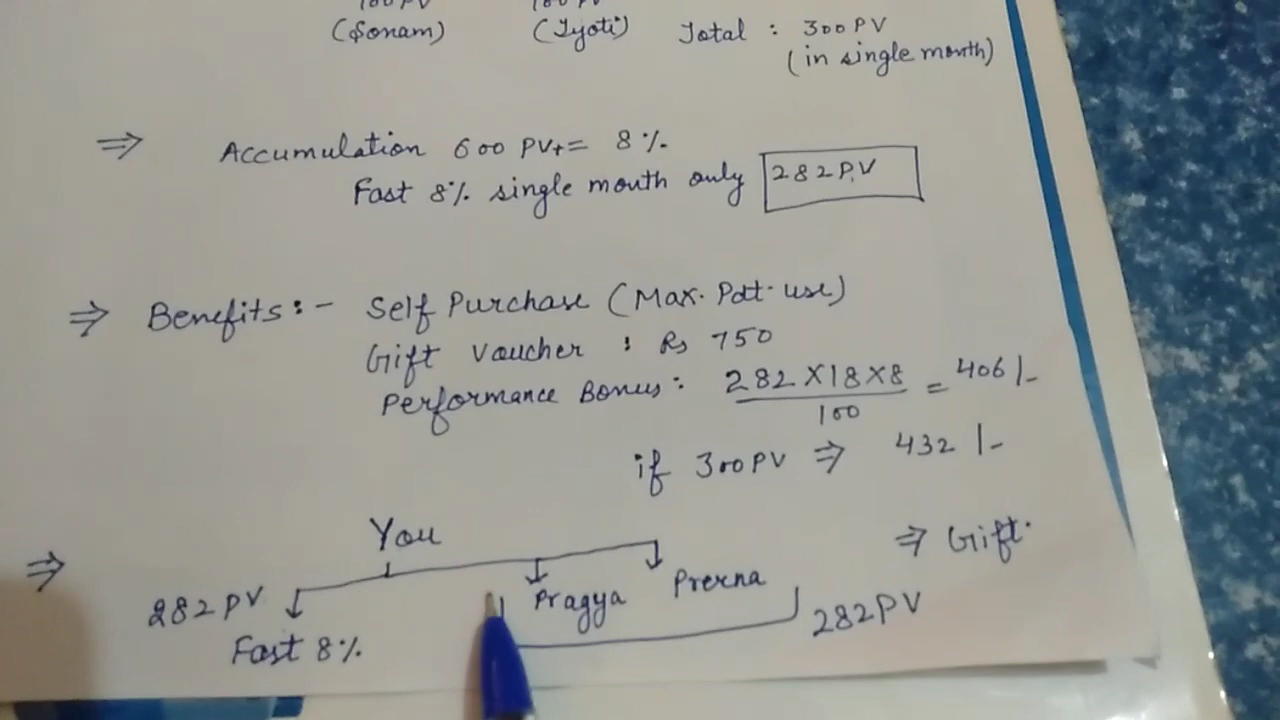 (Sonam) (Jyoti) Total : 300 PV
(in single month)
⇒ Accumulation 600 PV+= 8%
Fast 8% single month only 282 P.V
⇒ Benefits:- Self Purchase (Max. Pdt. use)
Gift Voucher : Rs 750
Performance Bonus: 282 X 18 X 8 / 100 = 406/-
if 300 PV ⇒ 432/-
⇒ You ⇒ Gift.
282 PV Pragya Prerna
Fast 8% 282 PV